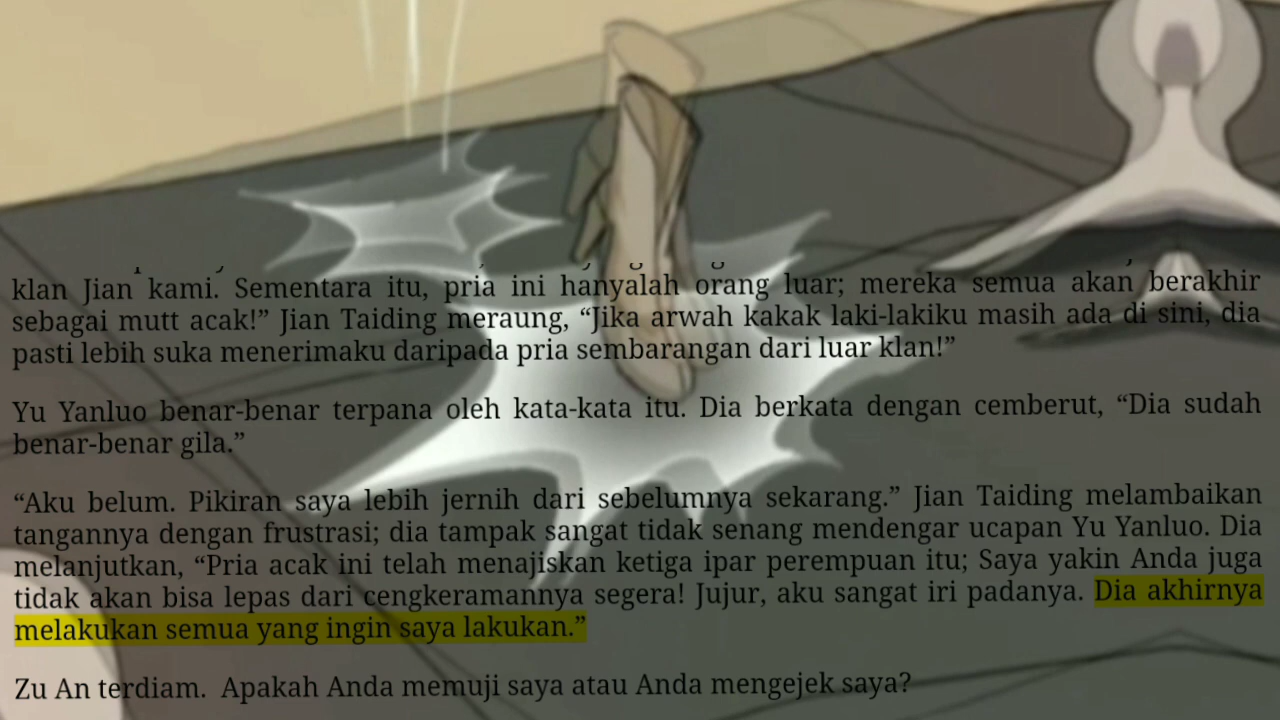 klan Jian kami. Sementara itu, pria ini hanyalah orang luar; mereka semua akan berakhir
sebagai mutt acak!” Jian Taiding meraung, “Jika arwah kakak laki-lakiku masih ada di sini, dia
pasti lebih suka menerimaku daripada pria sembarangan dari luar klan!”
Yu Yanluo benar-benar terpana oleh kata-kata itu. Dia berkata dengan cemberut, “Dia sudah
benar-benar gila.”
“Aku belum. Pikiran saya lebih jernih dari sebelumnya sekarang.” Jian Taiding melambaikan
tangannya dengan frustrasi; dia tampak sangat tidak senang mendengar ucapan Yu Yanluo. Dia
melanjutkan, “Pria acak ini telah menajiskan ketiga ipar perempuan itu; Saya yakin Anda juga
tidak akan bisa lepas dari cengkeramannya segera! Jujur, aku sangat iri padanya. Dia akhirnya
melakukan semua yang ingin saya lakukan.”
Zu An terdiam. Apakah Anda memuji saya atau Anda mengejek saya?